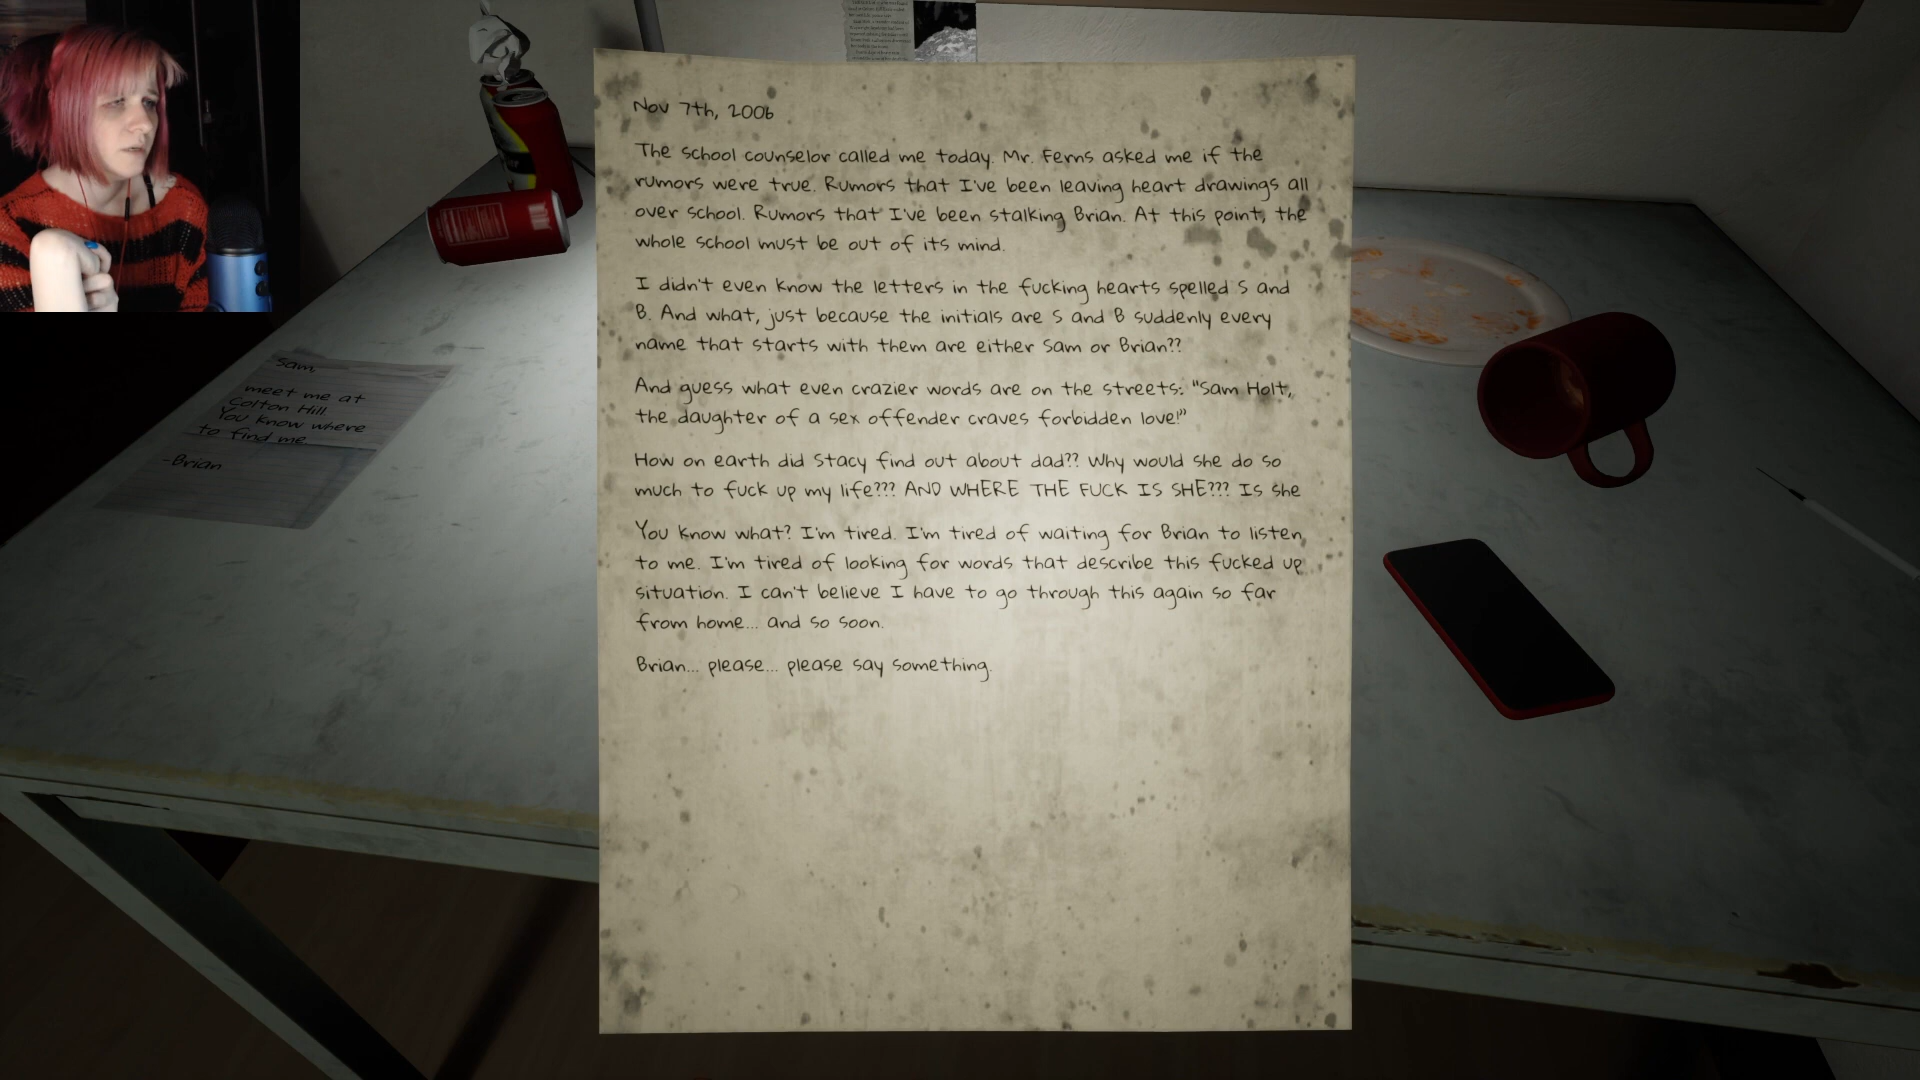 Nov 7th, 2006
The school counselor called me today. Mr. Ferns asked me if the
rumors were true. Rumors that I've been leaving heart drawings all
over school. Rumors that I've been stalking Brian. At this point, the
whole school must be out of its mind.
I didn't even know the letters in the fucking hearts spelled S and
B. And what, just because the initials are S and B suddenly every
name that starts with them are either Sam or Brian??
And guess what even crazier words are on the streets: "Sam Holt,
the daughter of a sex offender craves forbidden love!"
How on earth did Stacy find out about dad?? Why would she do so
much to fuck up my life??? AND WHERE THE FUCK IS SHE??? Is she
You know what? I'm tired. I'm tired of waiting for Brian to listen
to me. I'm tired of looking for words that describe this fucked up
situation. I can't believe I have to go through this again so far
from home... and so soon.
Brian... please... please say something.
Sam,
meet me at
Colton Hill.
You know where
to find me.
-Brian